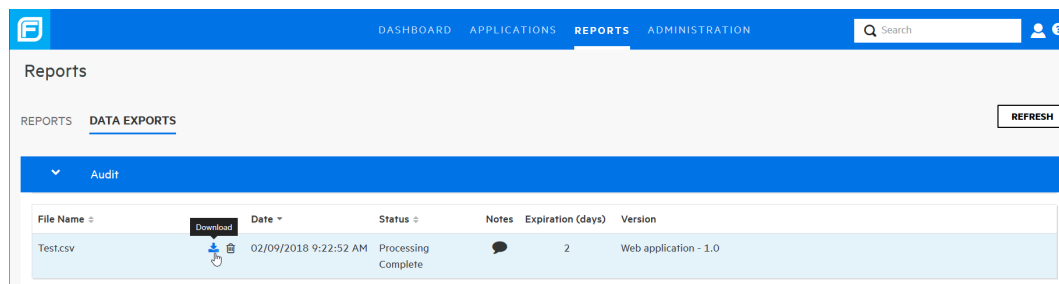 DASHBOARD APPLICATIONS REPORTS ADMINISTRATION Search
Reports
REPORTS DATA EXPORTS REFRESH
Audit
File Name Date Status Notes Expiration (days) Version
Download
Test.csv 02/09/2018 9:22:52 AM Processing Complete 2 Web application - 1.0